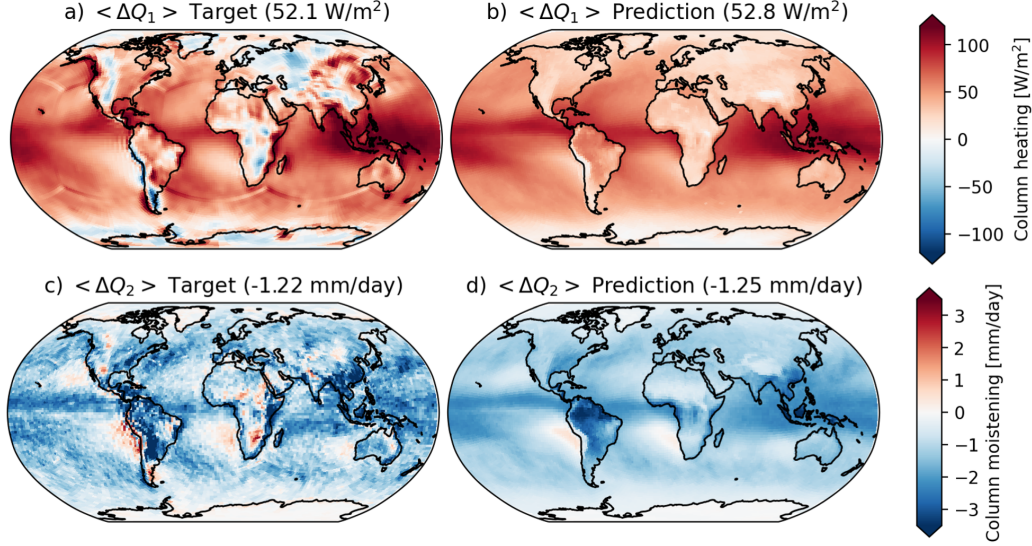 a) < ΔQ₁ > Target (52.1 W/m²)
b) < ΔQ₁ > Prediction (52.8 W/m²)
100
50
0
−50
−100
Column heating [W/m²]
c) < ΔQ₂ > Target (-1.22 mm/day)
d) < ΔQ₂ > Prediction (-1.25 mm/day)
3
2
1
0
−1
−2
−3
Column moistening [mm/day]